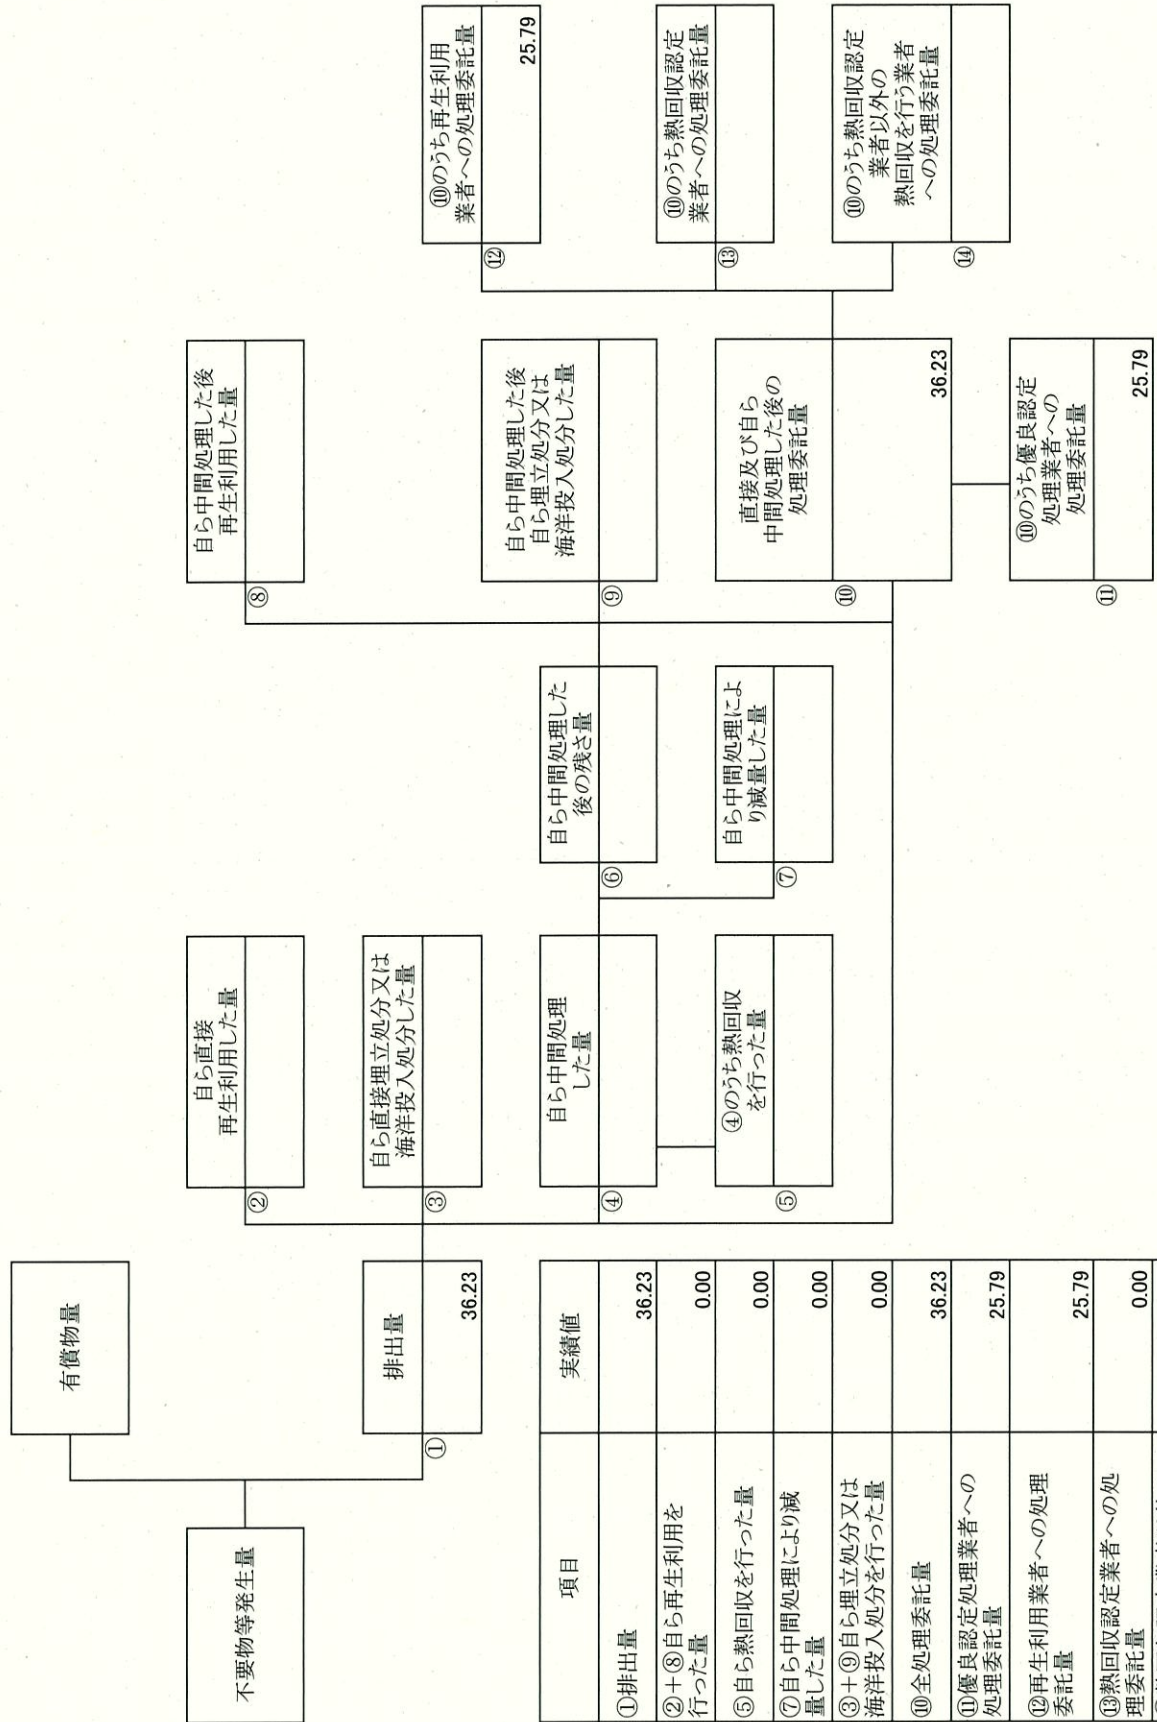 有償物量
不要物等発生量
排出量
①
36.23
自ら直接
再生利用した量
②
自ら直接埋立処分又は
海洋投入処分した量
③
自ら中間処理
した量
④
④のうち熱回収
を行った量
⑤
自ら中間処理した
後の残さ量
⑥
自ら中間処理によ
り減量した量
⑦
自ら中間処理した後
再生利用した量
⑧
自ら中間処理した後
自ら埋立処分又は
海洋投入処分した量
⑨
直接及び自ら
中間処理した後の
処理委託量
⑩
36.23
⑩のうち優良認定
処理業者への
処理委託量
⑪
25.79
⑩のうち再生利用
業者への処理委託量
⑫
25.79
⑩のうち熱回収認定
業者への処理委託量
⑬
⑩のうち熱回収認定
業者以外の
熱回収を行う業者
への処理委託量
⑭
項目 実績値
①排出量 36.23
②+⑧自ら再生利用を
行った量 0.00
⑤自ら熱回収を行った量 0.00
⑦自ら中間処理により減
量した量 0.00
③+⑨自ら埋立処分又は
海洋投入処分を行った量 0.00
⑩全処理委託量 36.23
⑪優良認定処理業者への
処理委託量 25.79
⑫再生利用業者への処理
委託量 25.79
⑬熱回収認定業者への処
理委託量 0.00